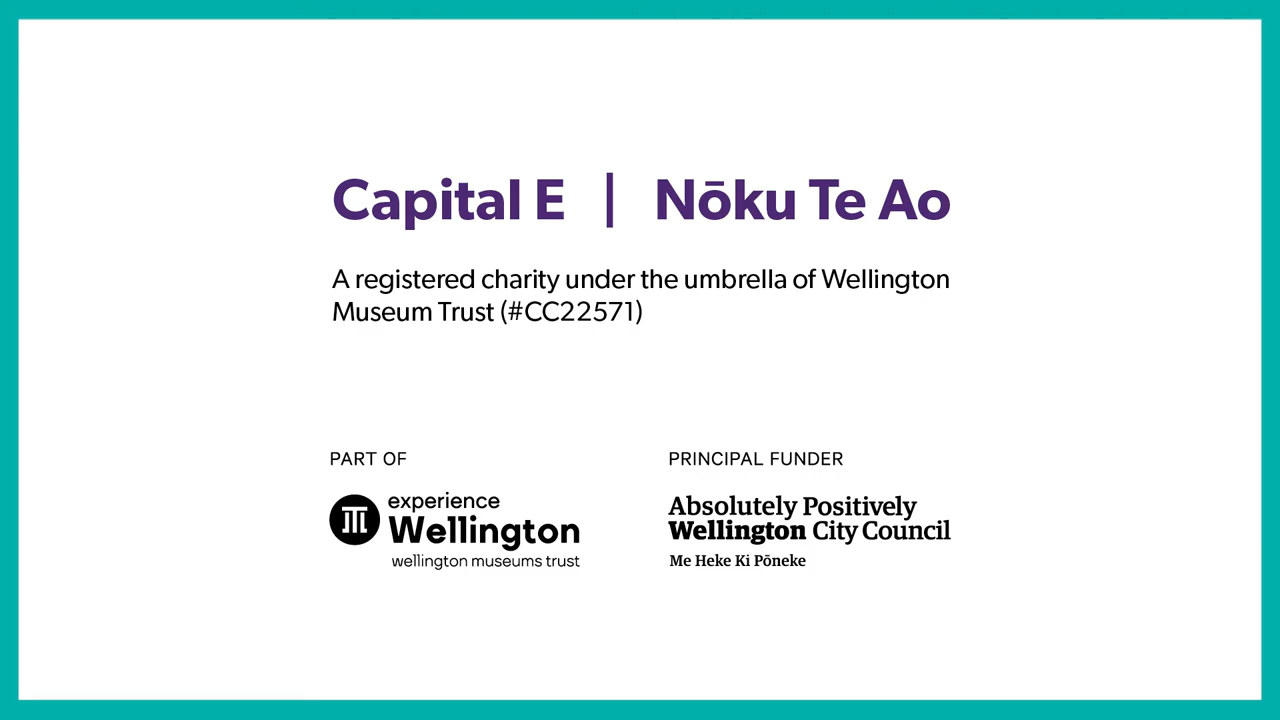 Capital E | Nōku Te Ao
A registered charity under the umbrella of Wellington
Museum Trust (#CC22571)
PART OF
experience
Wellington
wellington museums trust
PRINCIPAL FUNDER
Absolutely Positively
Wellington City Council
Me Heke Ki Pōneke